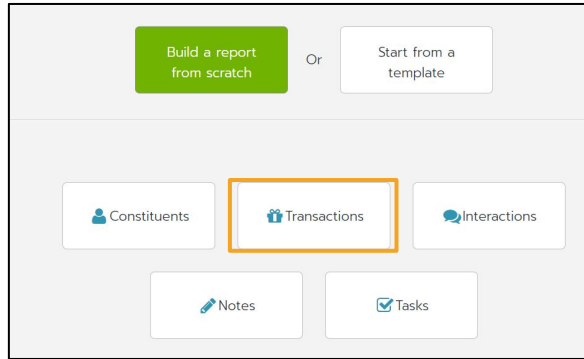 Build a report
from scratch
Or
Start from a
template
Constituents
Transactions
Interactions
Notes
Tasks